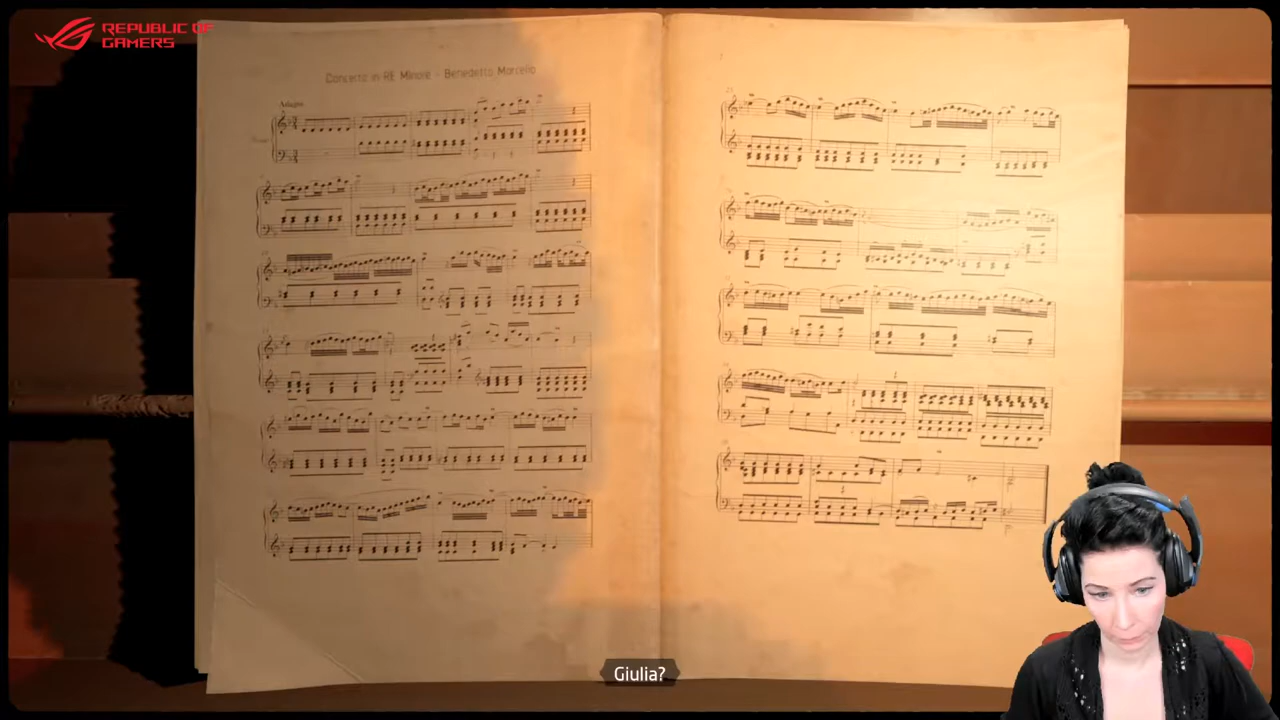 REPUBLIC OF
GAMERS
Concerto in RE Minore - Benedetto Marcello
Adagio
Giulia?